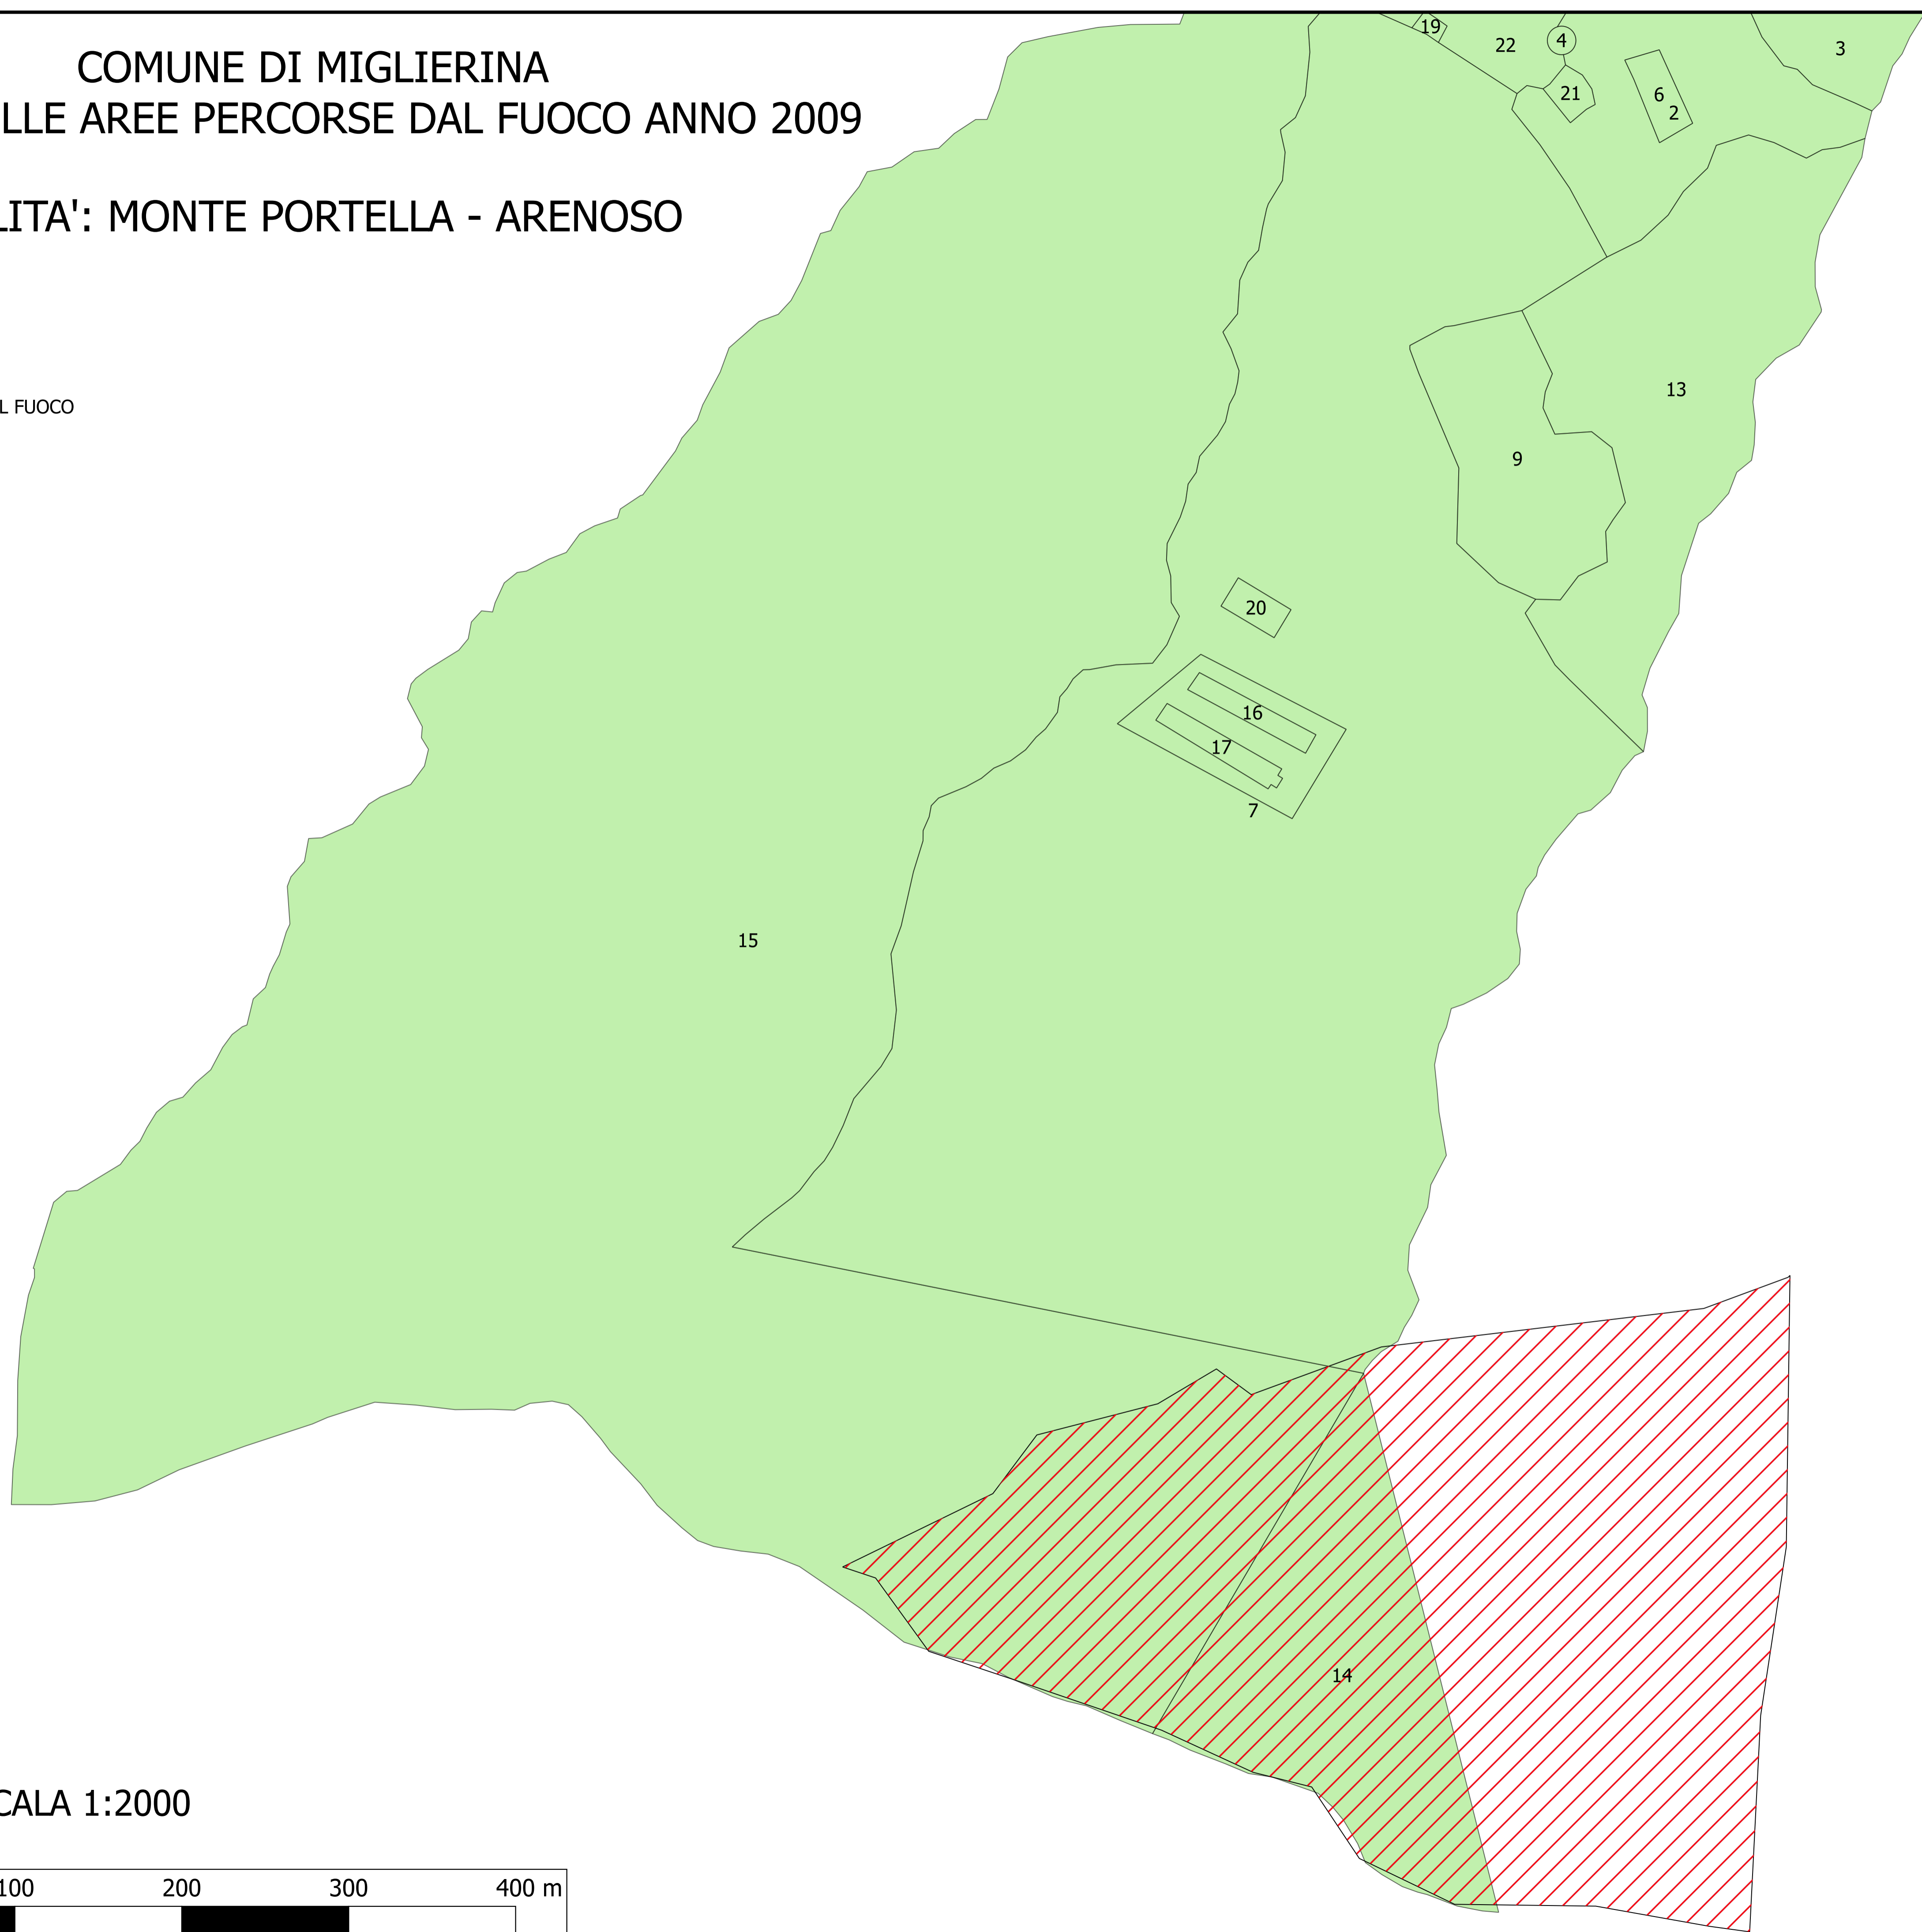 COMUNE DI MIGLIERINA
LLE AREE PERCORSE DAL FUOCO ANNO 2009
LITA': MONTE PORTELLA - ARENOSO
L FUOCO
19
22
4
3
21
6
2
13
9
20
16
17
7
15
14
CALA 1:2000
100 200 300 400 m